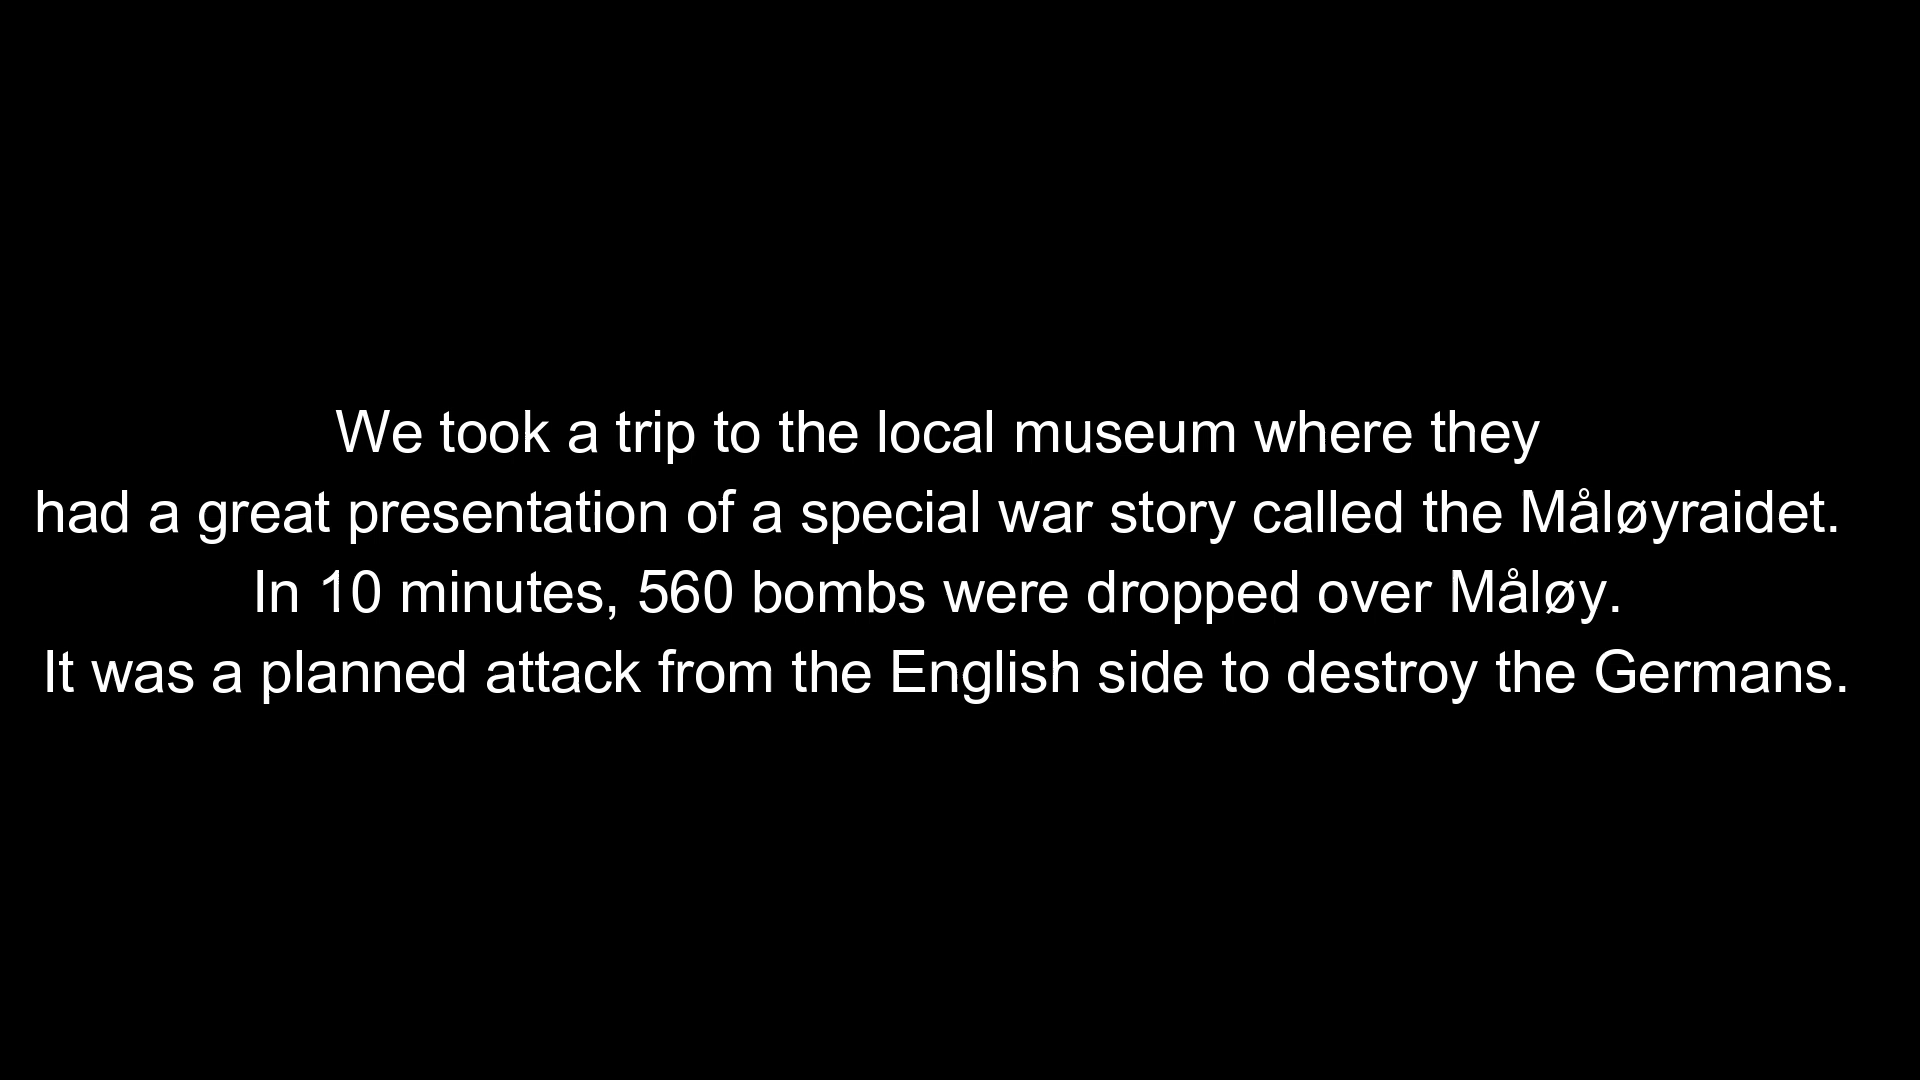 We took a trip to the local museum where they
had a great presentation of a special war story called the Måløyraidet.
In 10 minutes, 560 bombs were dropped over Måløy.
It was a planned attack from the English side to destroy the Germans.